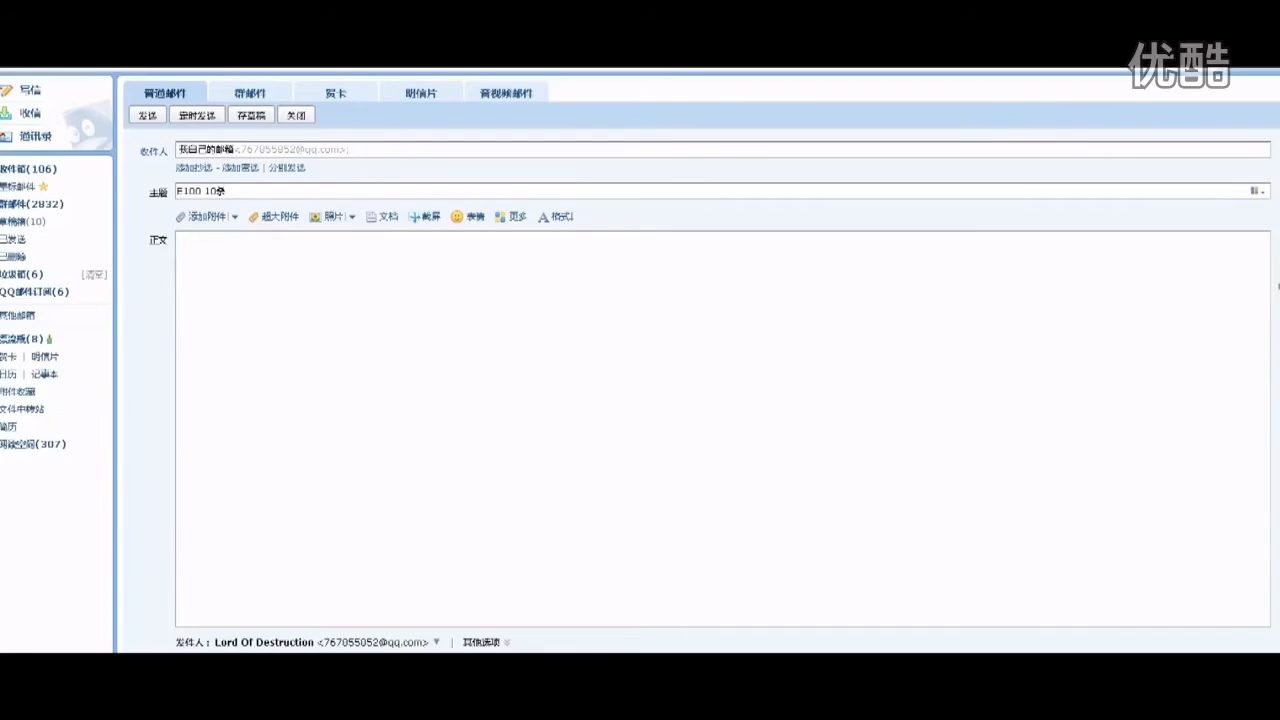 优酷
写信
收信
通讯录
收件箱(106)
星标邮件
群邮件(2832)
草稿箱(10)
已发送
已删除
垃圾箱(6) [清空]
QQ邮件订阅(6)
其他邮箱
漂流瓶(8)
贺卡 | 明信片
日历 | 记事本
附件收藏
文件中转站
简历
阅读空间(307)
普通邮件 群邮件 贺卡 明信片 音视频邮件
发送 定时发送 存草稿 关闭
收件人 我自己的邮箱<767055052@qq.com>;
添加抄送 - 添加密送 | 分别发送
主题 E100 10条
添加附件 | 超大附件 照片 | 文档 截屏 表情 更多 A 格式↓
正文
发件人：Lord Of Destruction <767055052@qq.com> | 其他选项